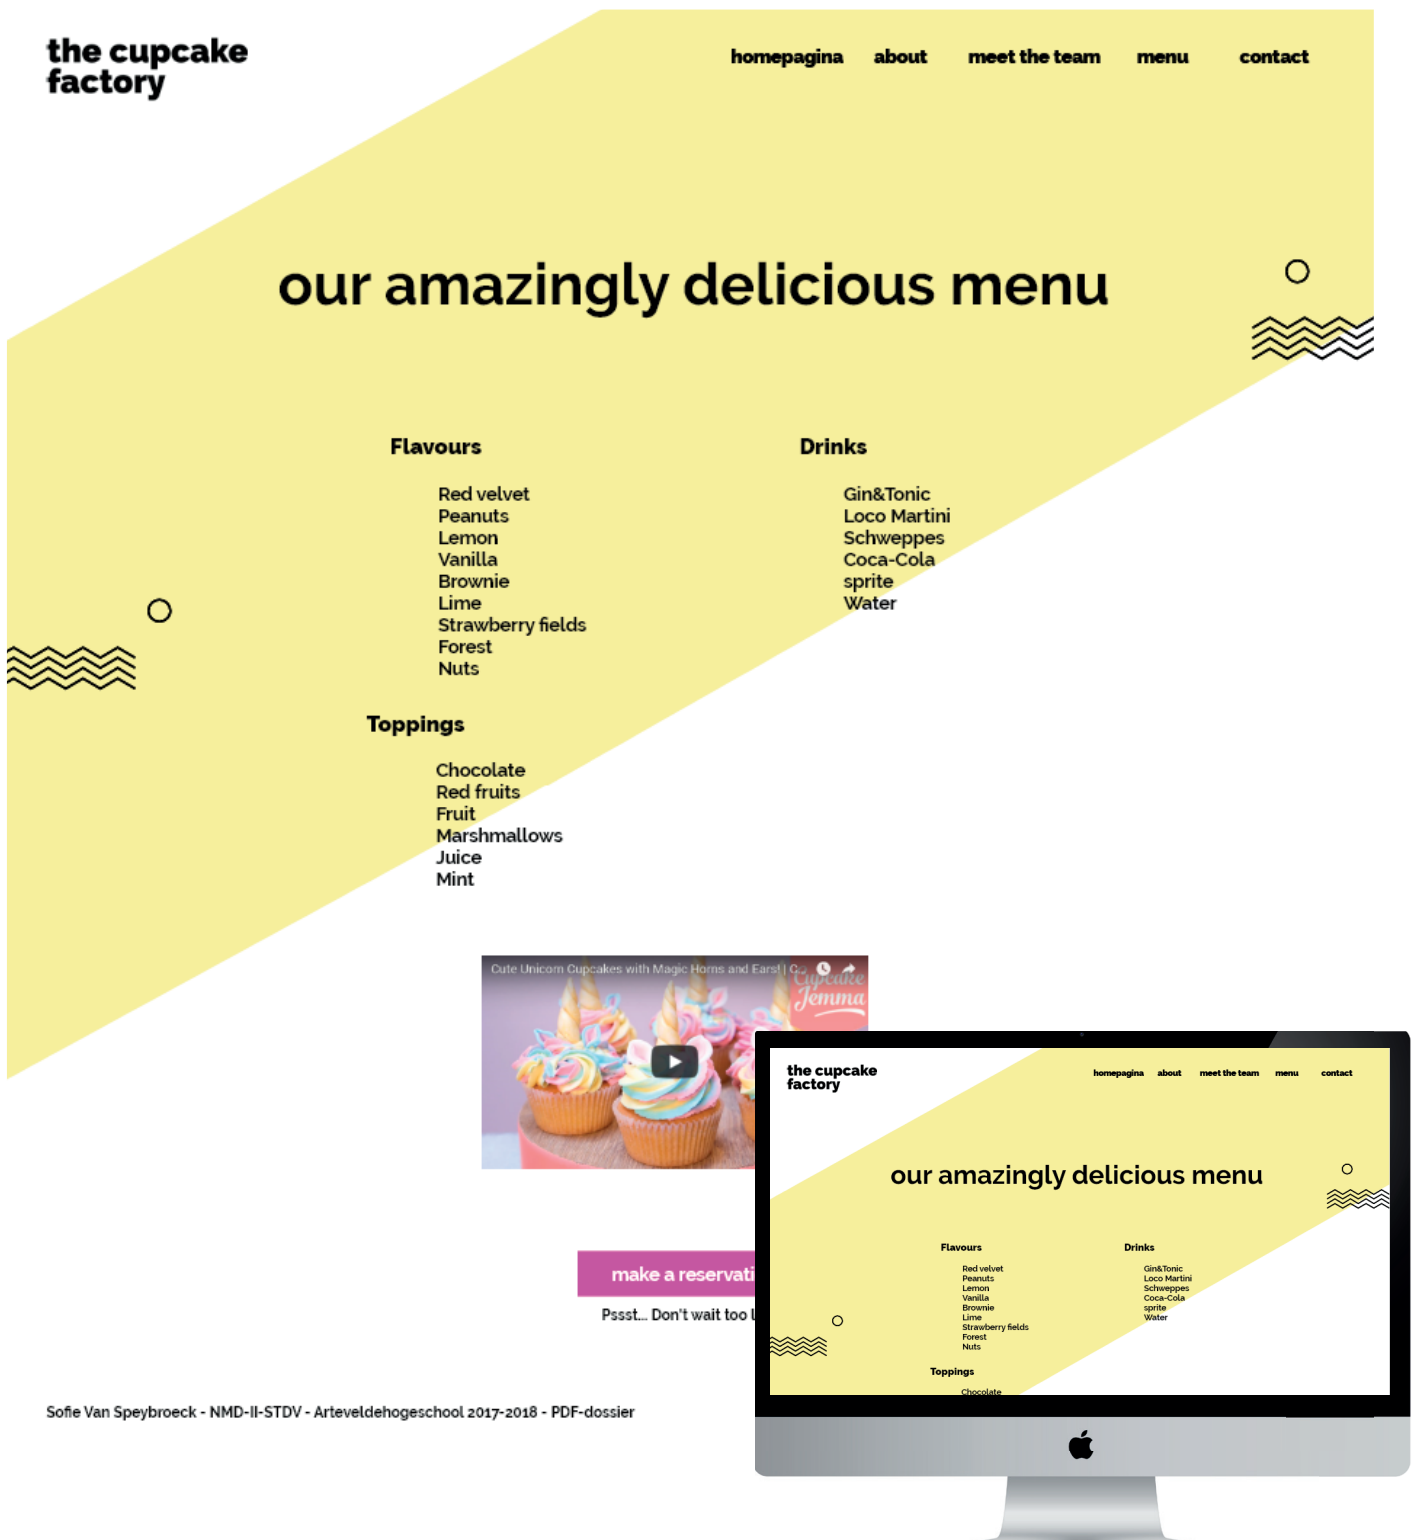 the cupcake
factory
homepagina about meet the team menu contact
our amazingly delicious menu
Flavours
Red velvet
Peanuts
Lemon
Vanilla
Brownie
Lime
Strawberry fields
Forest
Nuts
Drinks
Gin&Tonic
Loco Martini
Schweppes
Coca-Cola
sprite
Water
Toppings
Chocolate
Red fruits
Fruit
Marshmallows
Juice
Mint
Cute Unicorn Cupcakes with Magic Horns and Ears! | C...
Cupcake
Jemma
make a reservati
Pssst... Don't wait too l
Sofie Van Speybroeck - NMD-II-STDV - Arteveldehogeschool 2017-2018 - PDF-dossier
the cupcake
factory
homepagina about meet the team menu contact
our amazingly delicious menu
Flavours
Red velvet
Peanuts
Lemon
Vanilla
Brownie
Lime
Strawberry fields
Forest
Nuts
Drinks
Gin&Tonic
Loco Martini
Schweppes
Coca-Cola
sprite
Water
Toppings
Chocolate